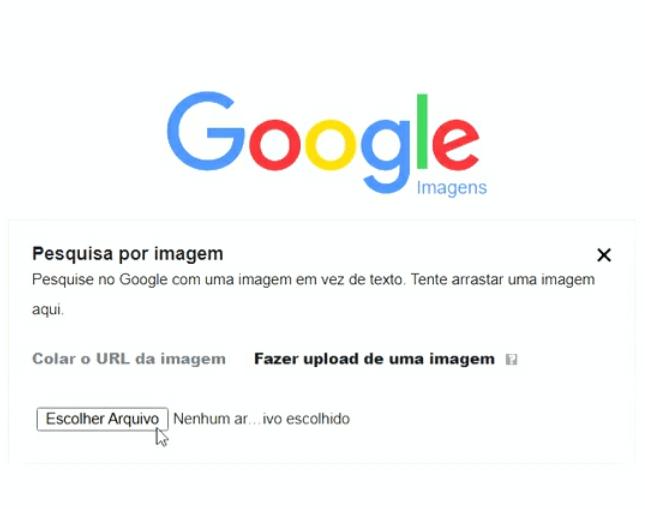 Google
Imagens
Pesquisa por imagem
Pesquise no Google com uma imagem em vez de texto. Tente arrastar uma imagem
aqui.
Colar o URL da imagem Fazer upload de uma imagem ?
Escolher Arquivo Nenhum ar...ivo escolhido